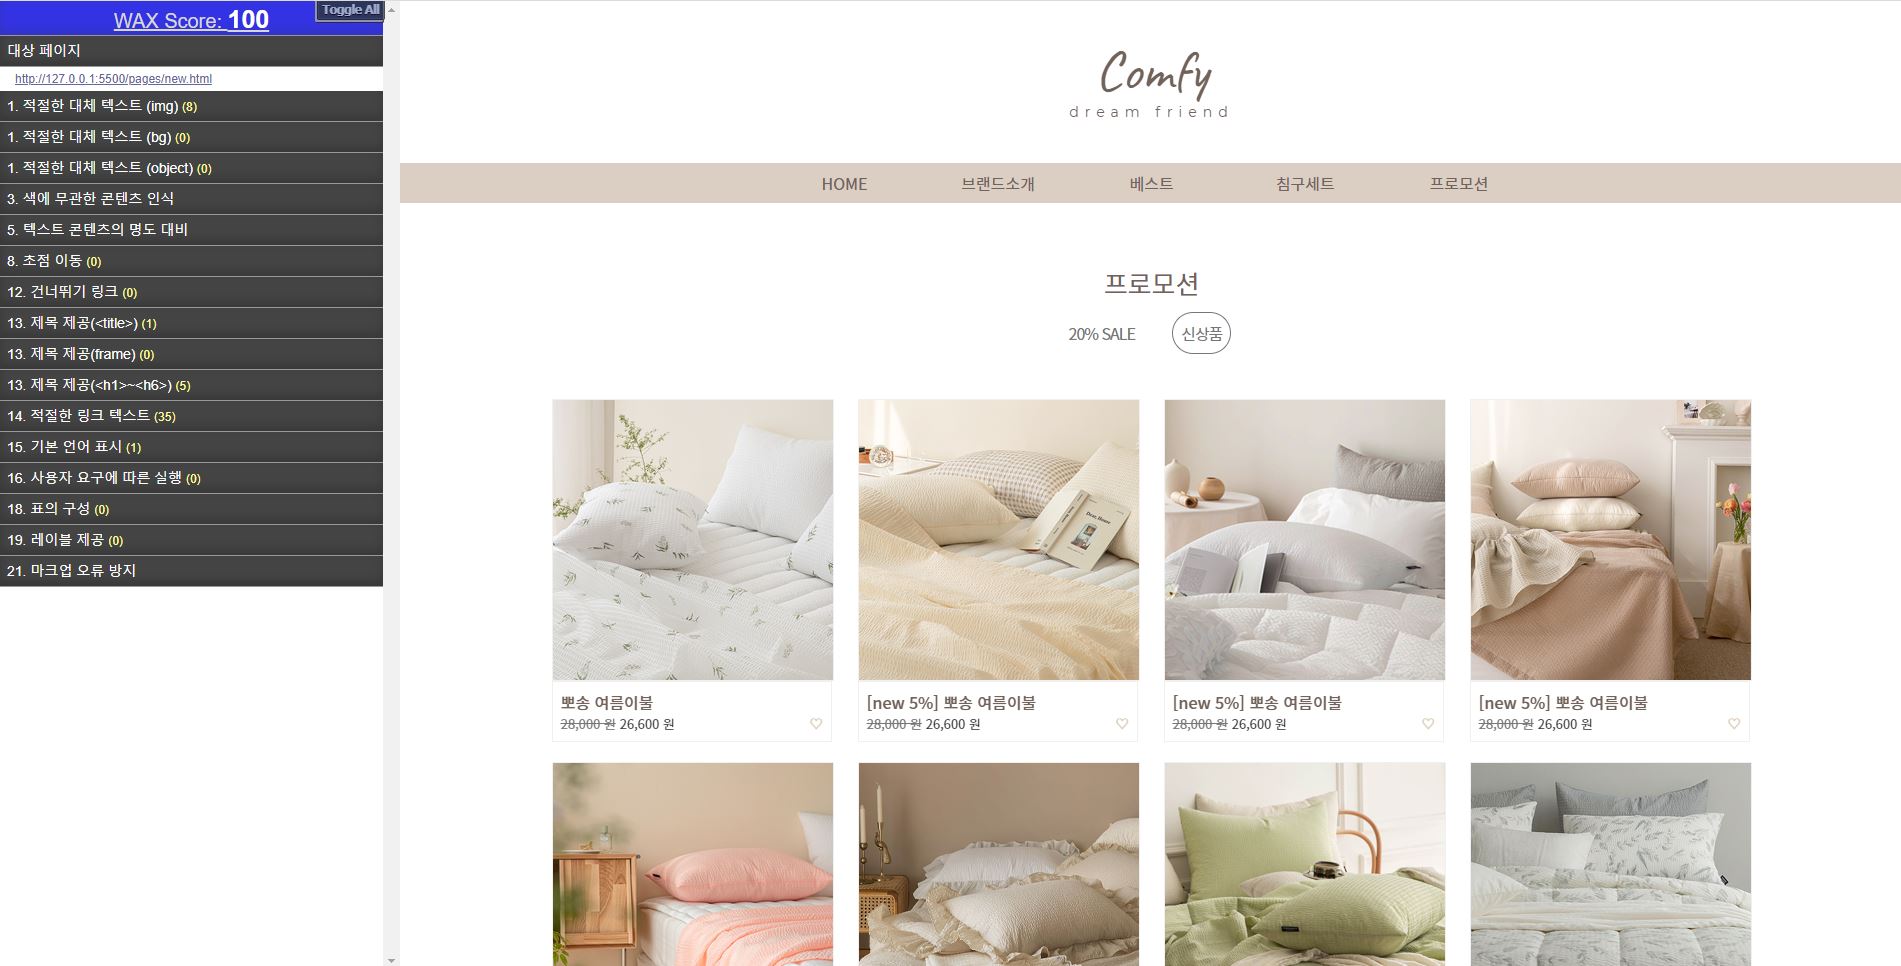 WAX Score: 100
Toggle All
대상 페이지
http://127.0.0.1:5500/pages/new.html
1. 적절한 대체 텍스트 (img) (8)
1. 적절한 대체 텍스트 (bg) (0)
1. 적절한 대체 텍스트 (object) (0)
3. 색에 무관한 콘텐츠 인식
5. 텍스트 콘텐츠의 명도 대비
8. 초점 이동 (0)
12. 건너뛰기 링크 (0)
13. 제목 제공(<title>) (1)
13. 제목 제공(frame) (0)
13. 제목 제공(<h1>~<h6>) (5)
14. 적절한 링크 텍스트 (35)
15. 기본 언어 표시 (1)
16. 사용자 요구에 따른 실행 (0)
18. 표의 구성 (0)
19. 레이블 제공 (0)
21. 마크업 오류 방지
Comfy
dream friend
HOME 브랜드소개 베스트 침구세트 프로모션
프로모션
20% SALE 신상품
Dear, House
뽀송 여름이불
28,000 원 26,600 원
[new 5%] 뽀송 여름이불
28,000 원 26,600 원
[new 5%] 뽀송 여름이불
28,000 원 26,600 원
[new 5%] 뽀송 여름이불
28,000 원 26,600 원